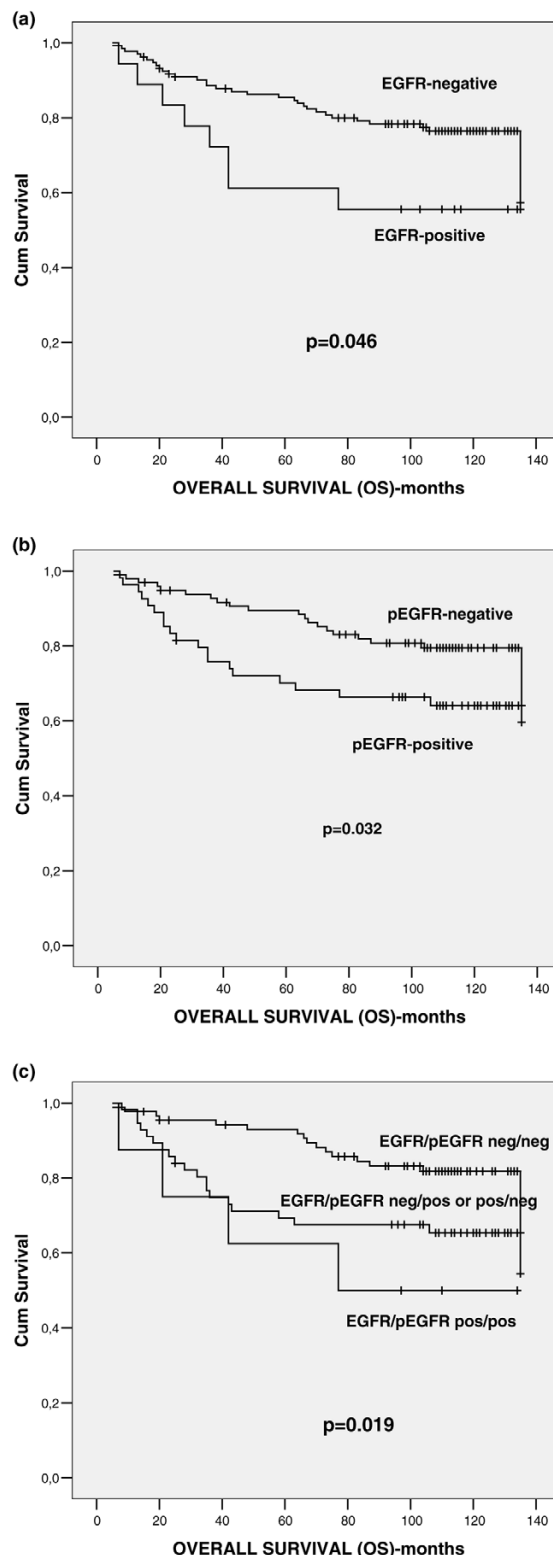 (a)
1,0
EGFR-negative
0,8
0,6
EGFR-positive
Cum Survival
0,4
p=0.046
0,2
0,0
0 20 40 60 80 100 120 140
OVERALL SURVIVAL (OS)-months
(b)
1,0
pEGFR-negative
0,8
0,6
pEGFR-positive
Cum Survival
0,4
p=0.032
0,2
0,0
0 20 40 60 80 100 120 140
OVERALL SURVIVAL (OS)-months
(c)
1,0
EGFR/pEGFR neg/neg
0,8
EGFR/pEGFR neg/pos or pos/neg
0,6
Cum Survival
EGFR/pEGFR pos/pos
0,4
p=0.019
0,2
0,0
0 20 40 60 80 100 120 140
OVERALL SURVIVAL (OS)-months